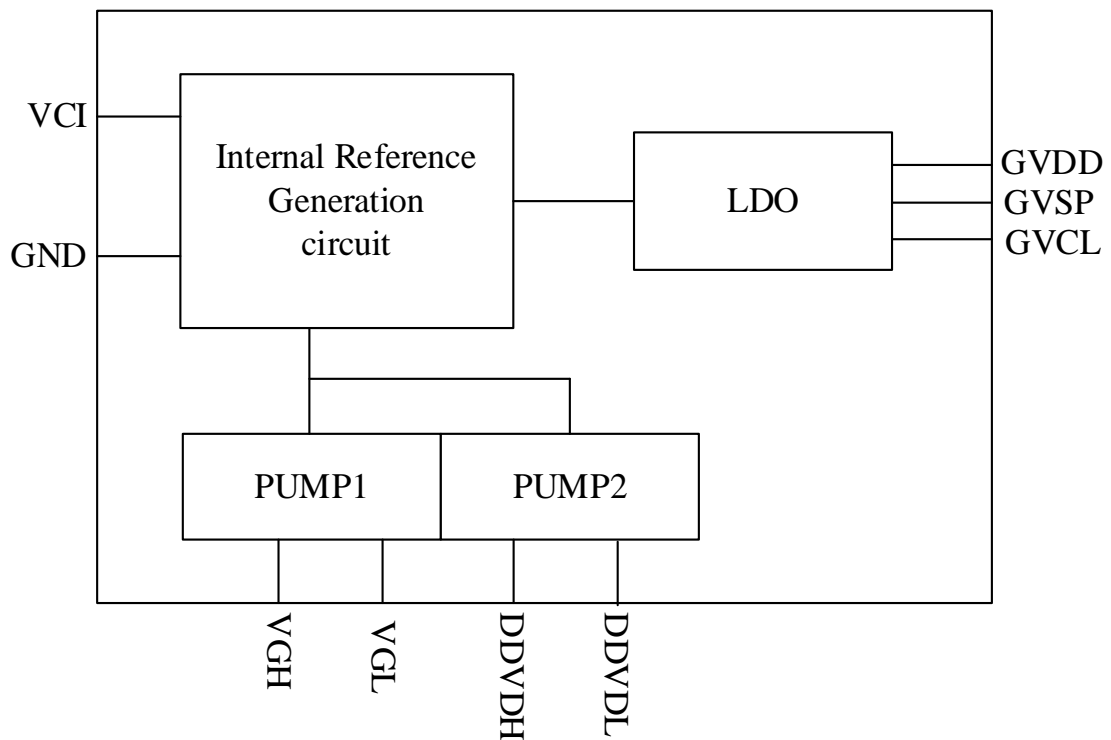 VCI
GND
Internal Reference
Generation
circuit
LDO
GVDD
GVSP
GVCL
PUMP1
PUMP2
VGH
VGL
DDVDH
DDVDL